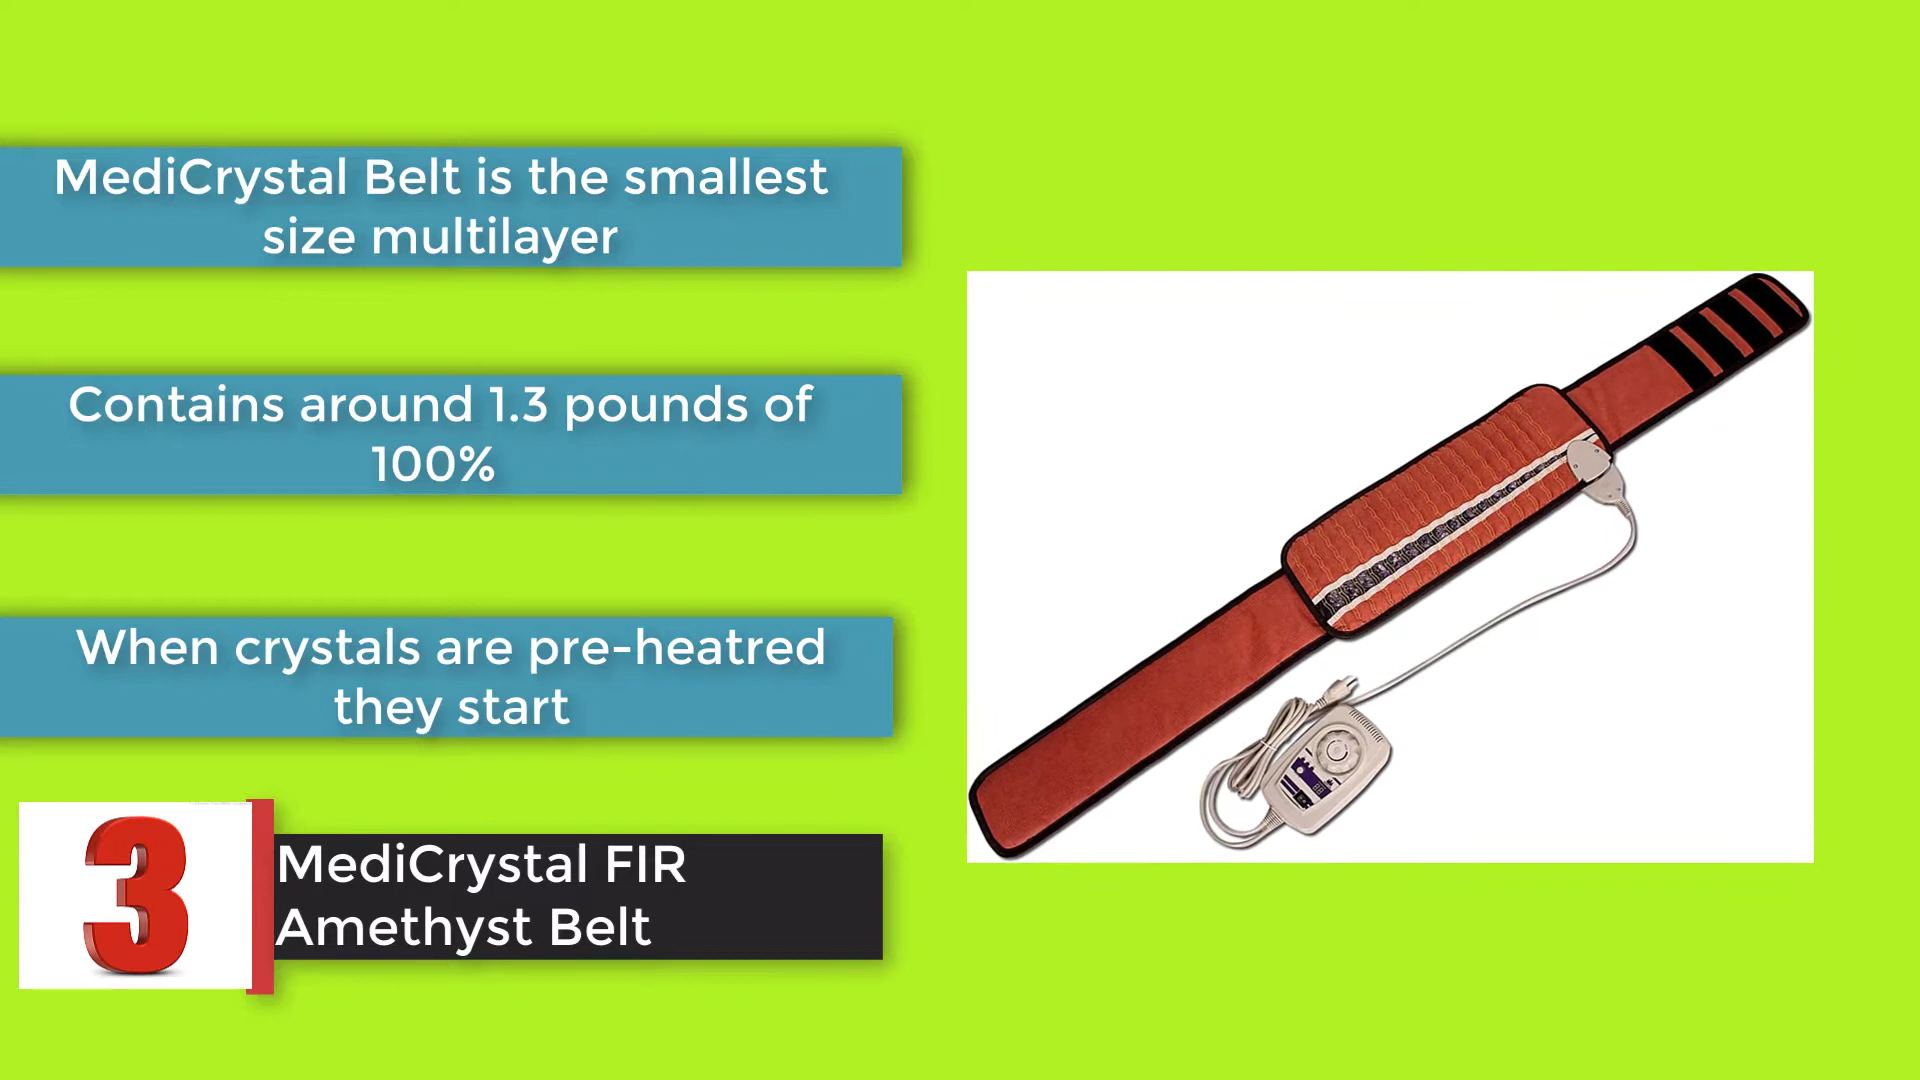 MediCrystal Belt is the smallest
size multilayer
Contains around 1.3 pounds of
100%
When crystals are pre-heatred
they start
3
MediCrystal FIR
Amethyst Belt